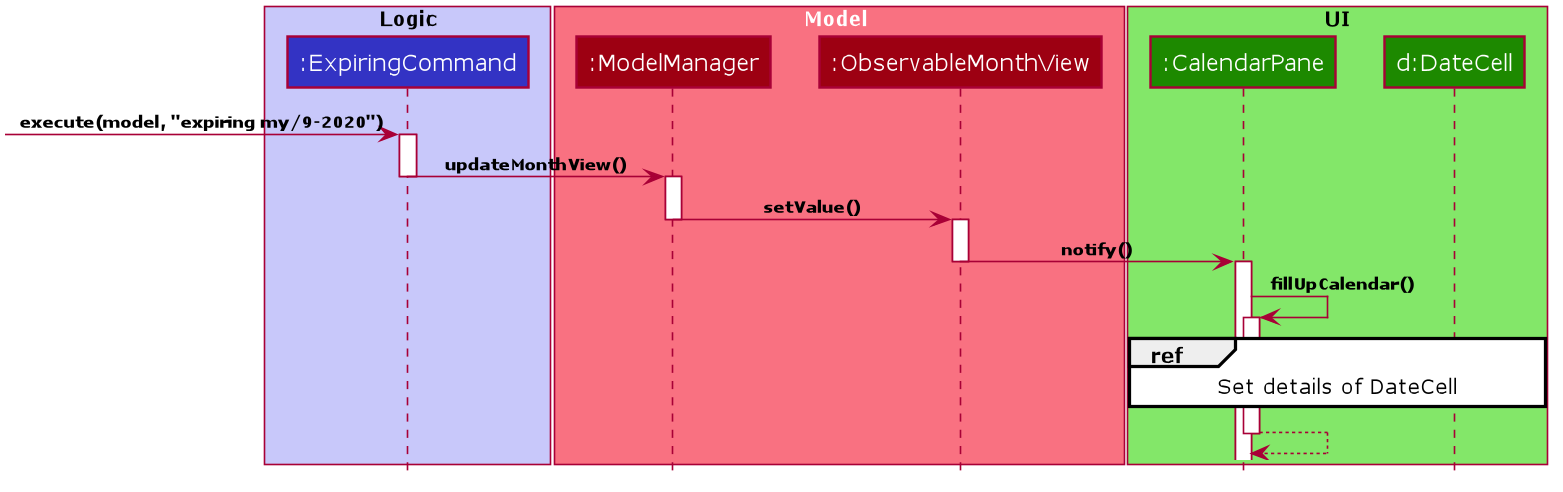 Logic
Model
UI
:ExpiringCommand
:ModelManager
:ObservableMonthView
:CalendarPane
d:DateCell
execute(model, "expiring my/9-2020")
updateMonthView()
setValue()
notify()
fillUpCalendar()
ref
Set details of DateCell